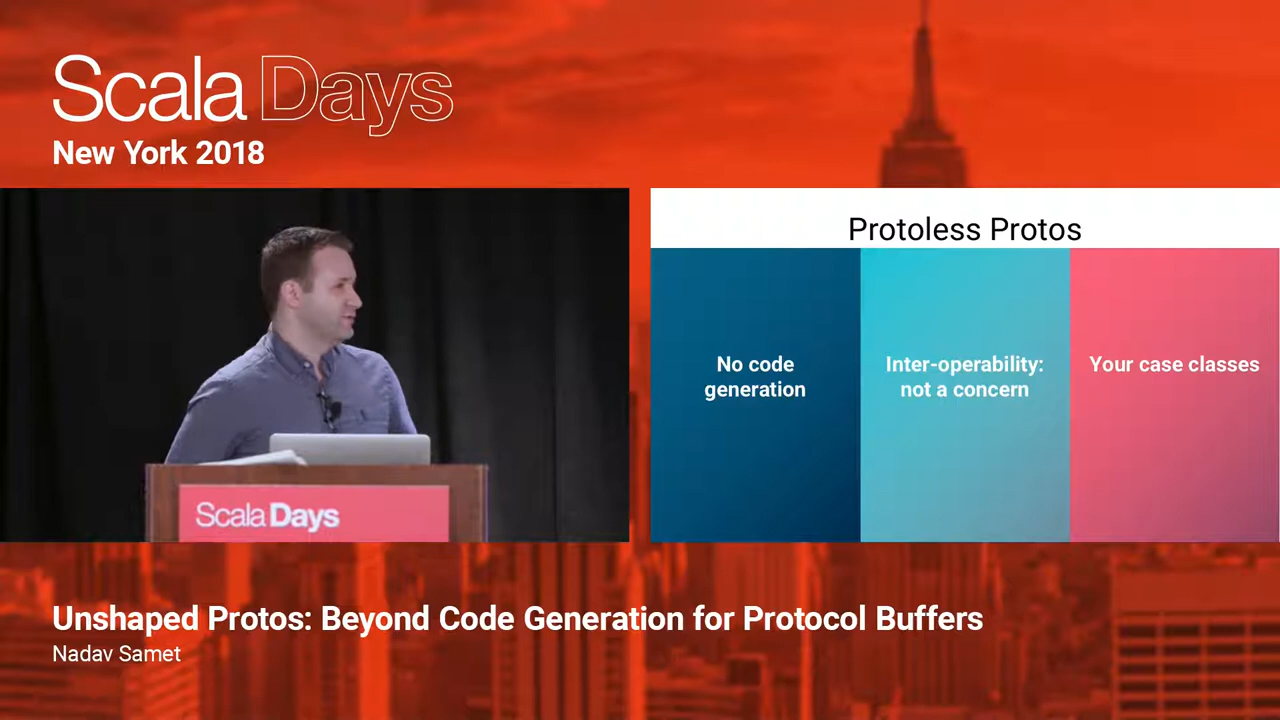 Scala Days
New York 2018
Protoless Protos
No code
generation
Inter-operability:
not a concern
Your case classes
Scala Days
Unshaped Protos: Beyond Code Generation for Protocol Buffers
Nadav Samet